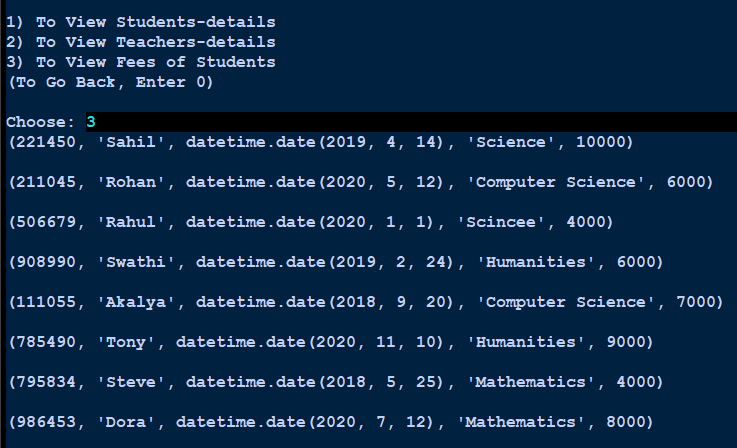 1) To View Students-details
2) To View Teachers-details
3) To View Fees of Students
(To Go Back, Enter 0)
Choose: 3
(221450, 'Sahil', datetime.date(2019, 4, 14), 'Science', 10000)
(211045, 'Rohan', datetime.date(2020, 5, 12), 'Computer Science', 6000)
(506679, 'Rahul', datetime.date(2020, 1, 1), 'Scincee', 4000)
(908990, 'Swathi', datetime.date(2019, 2, 24), 'Humanities', 6000)
(111055, 'Akalya', datetime.date(2018, 9, 20), 'Computer Science', 7000)
(785490, 'Tony', datetime.date(2020, 11, 10), 'Humanities', 9000)
(795834, 'Steve', datetime.date(2018, 5, 25), 'Mathematics', 4000)
(986453, 'Dora', datetime.date(2020, 7, 12), 'Mathematics', 8000)